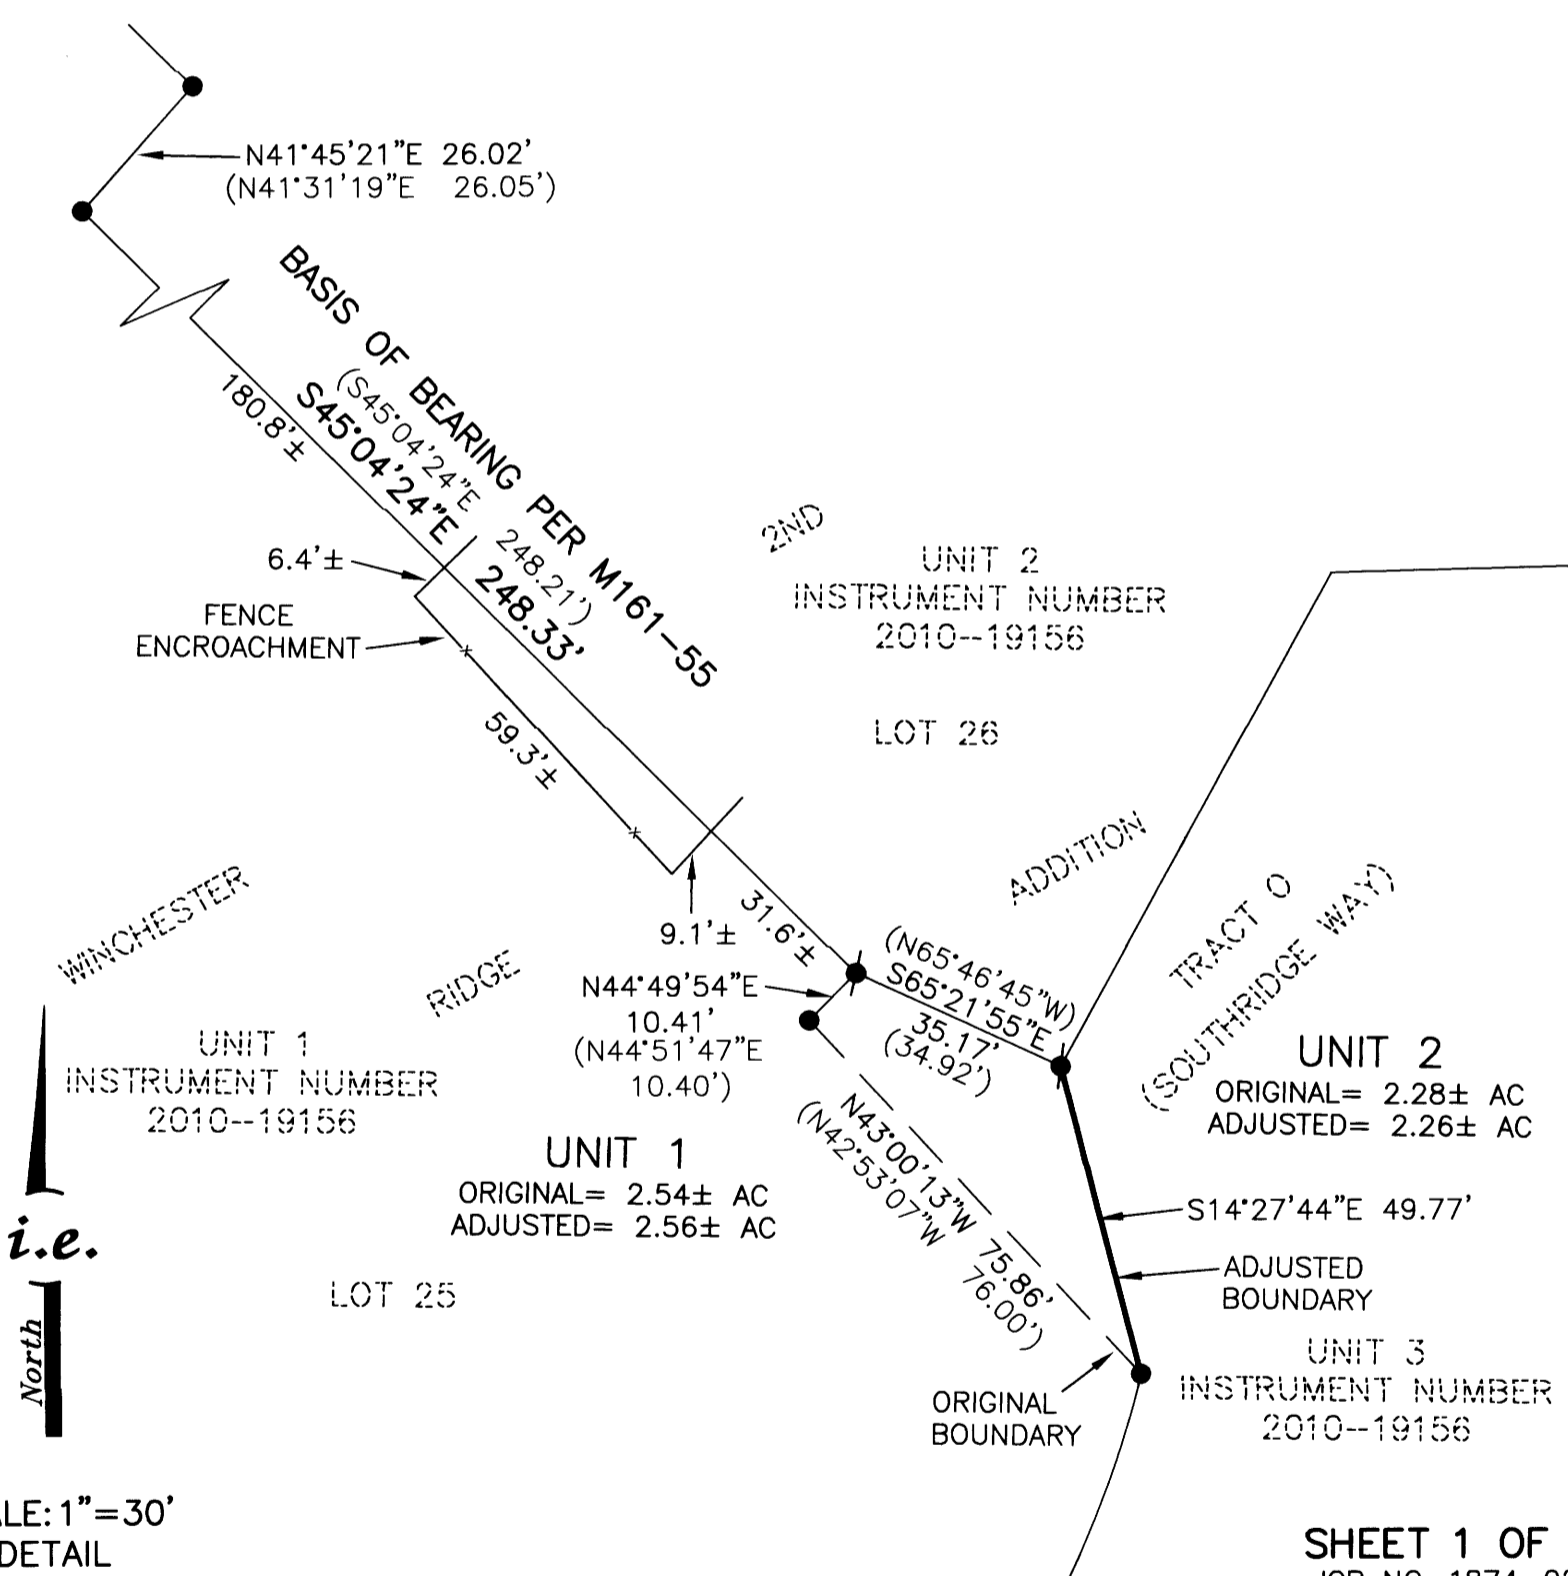 N41°45'21"E 26.02'
(N41°31'19"E 26.05')
BASIS OF BEARING PER M161-55
(S45°04'24"E 248.21')
S45°04'24"E 248.33'
180.8'±
6.4'±
FENCE
ENCROACHMENT
59.3'±
2ND
UNIT 2
INSTRUMENT NUMBER
2010--19156
LOT 26
ADDITION
TRACT O
(SOUTHRIDGE WAY)
WINCHESTER
RIDGE
9.1'±
31.6'±
N44°49'54"E
10.41'
(N44°51'47"E
10.40')
(N65°46'45"W)
S65°21'55"E
35.17'
(34.92')
UNIT 1
INSTRUMENT NUMBER
2010--19156
UNIT 2
ORIGINAL= 2.28± AC
ADJUSTED= 2.26± AC
UNIT 1
ORIGINAL= 2.54± AC
ADJUSTED= 2.56± AC
N43°00'13"W 75.86'
(N42°53'07"W 76.00')
S14°27'44"E 49.77'
ADJUSTED
BOUNDARY
i.e.
North
LOT 25
UNIT 3
INSTRUMENT NUMBER
2010--19156
ORIGINAL
BOUNDARY
LE: 1"=30'
DETAIL
SHEET 1 OF